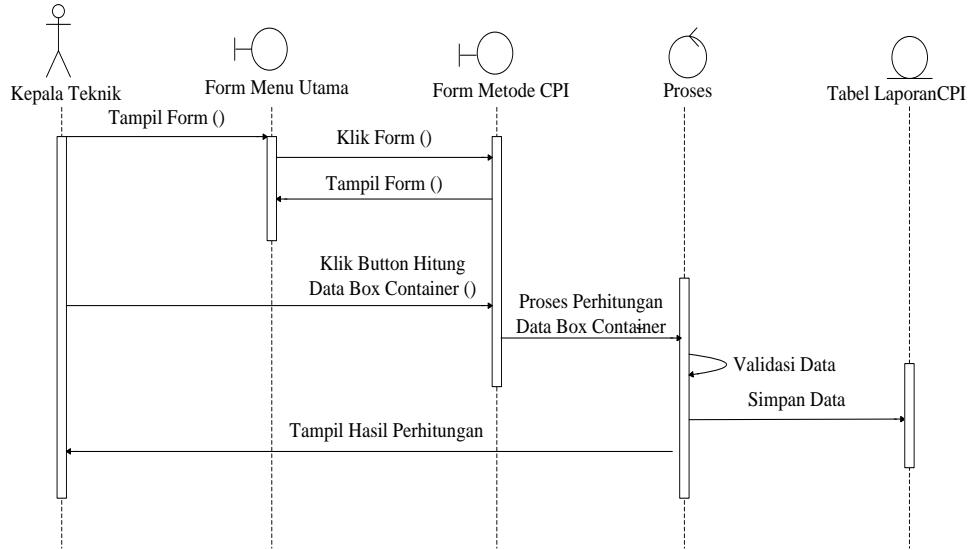 Kepala Teknik
Form Menu Utama
Form Metode CPI
Proses
Tabel LaporanCPI
Tampil Form ()
Klik Form ()
Tampil Form ()
Klik Button Hitung
Data Box Container ()
Proses Perhitungan
Data Box Container
Validasi Data
Simpan Data
Tampil Hasil Perhitungan